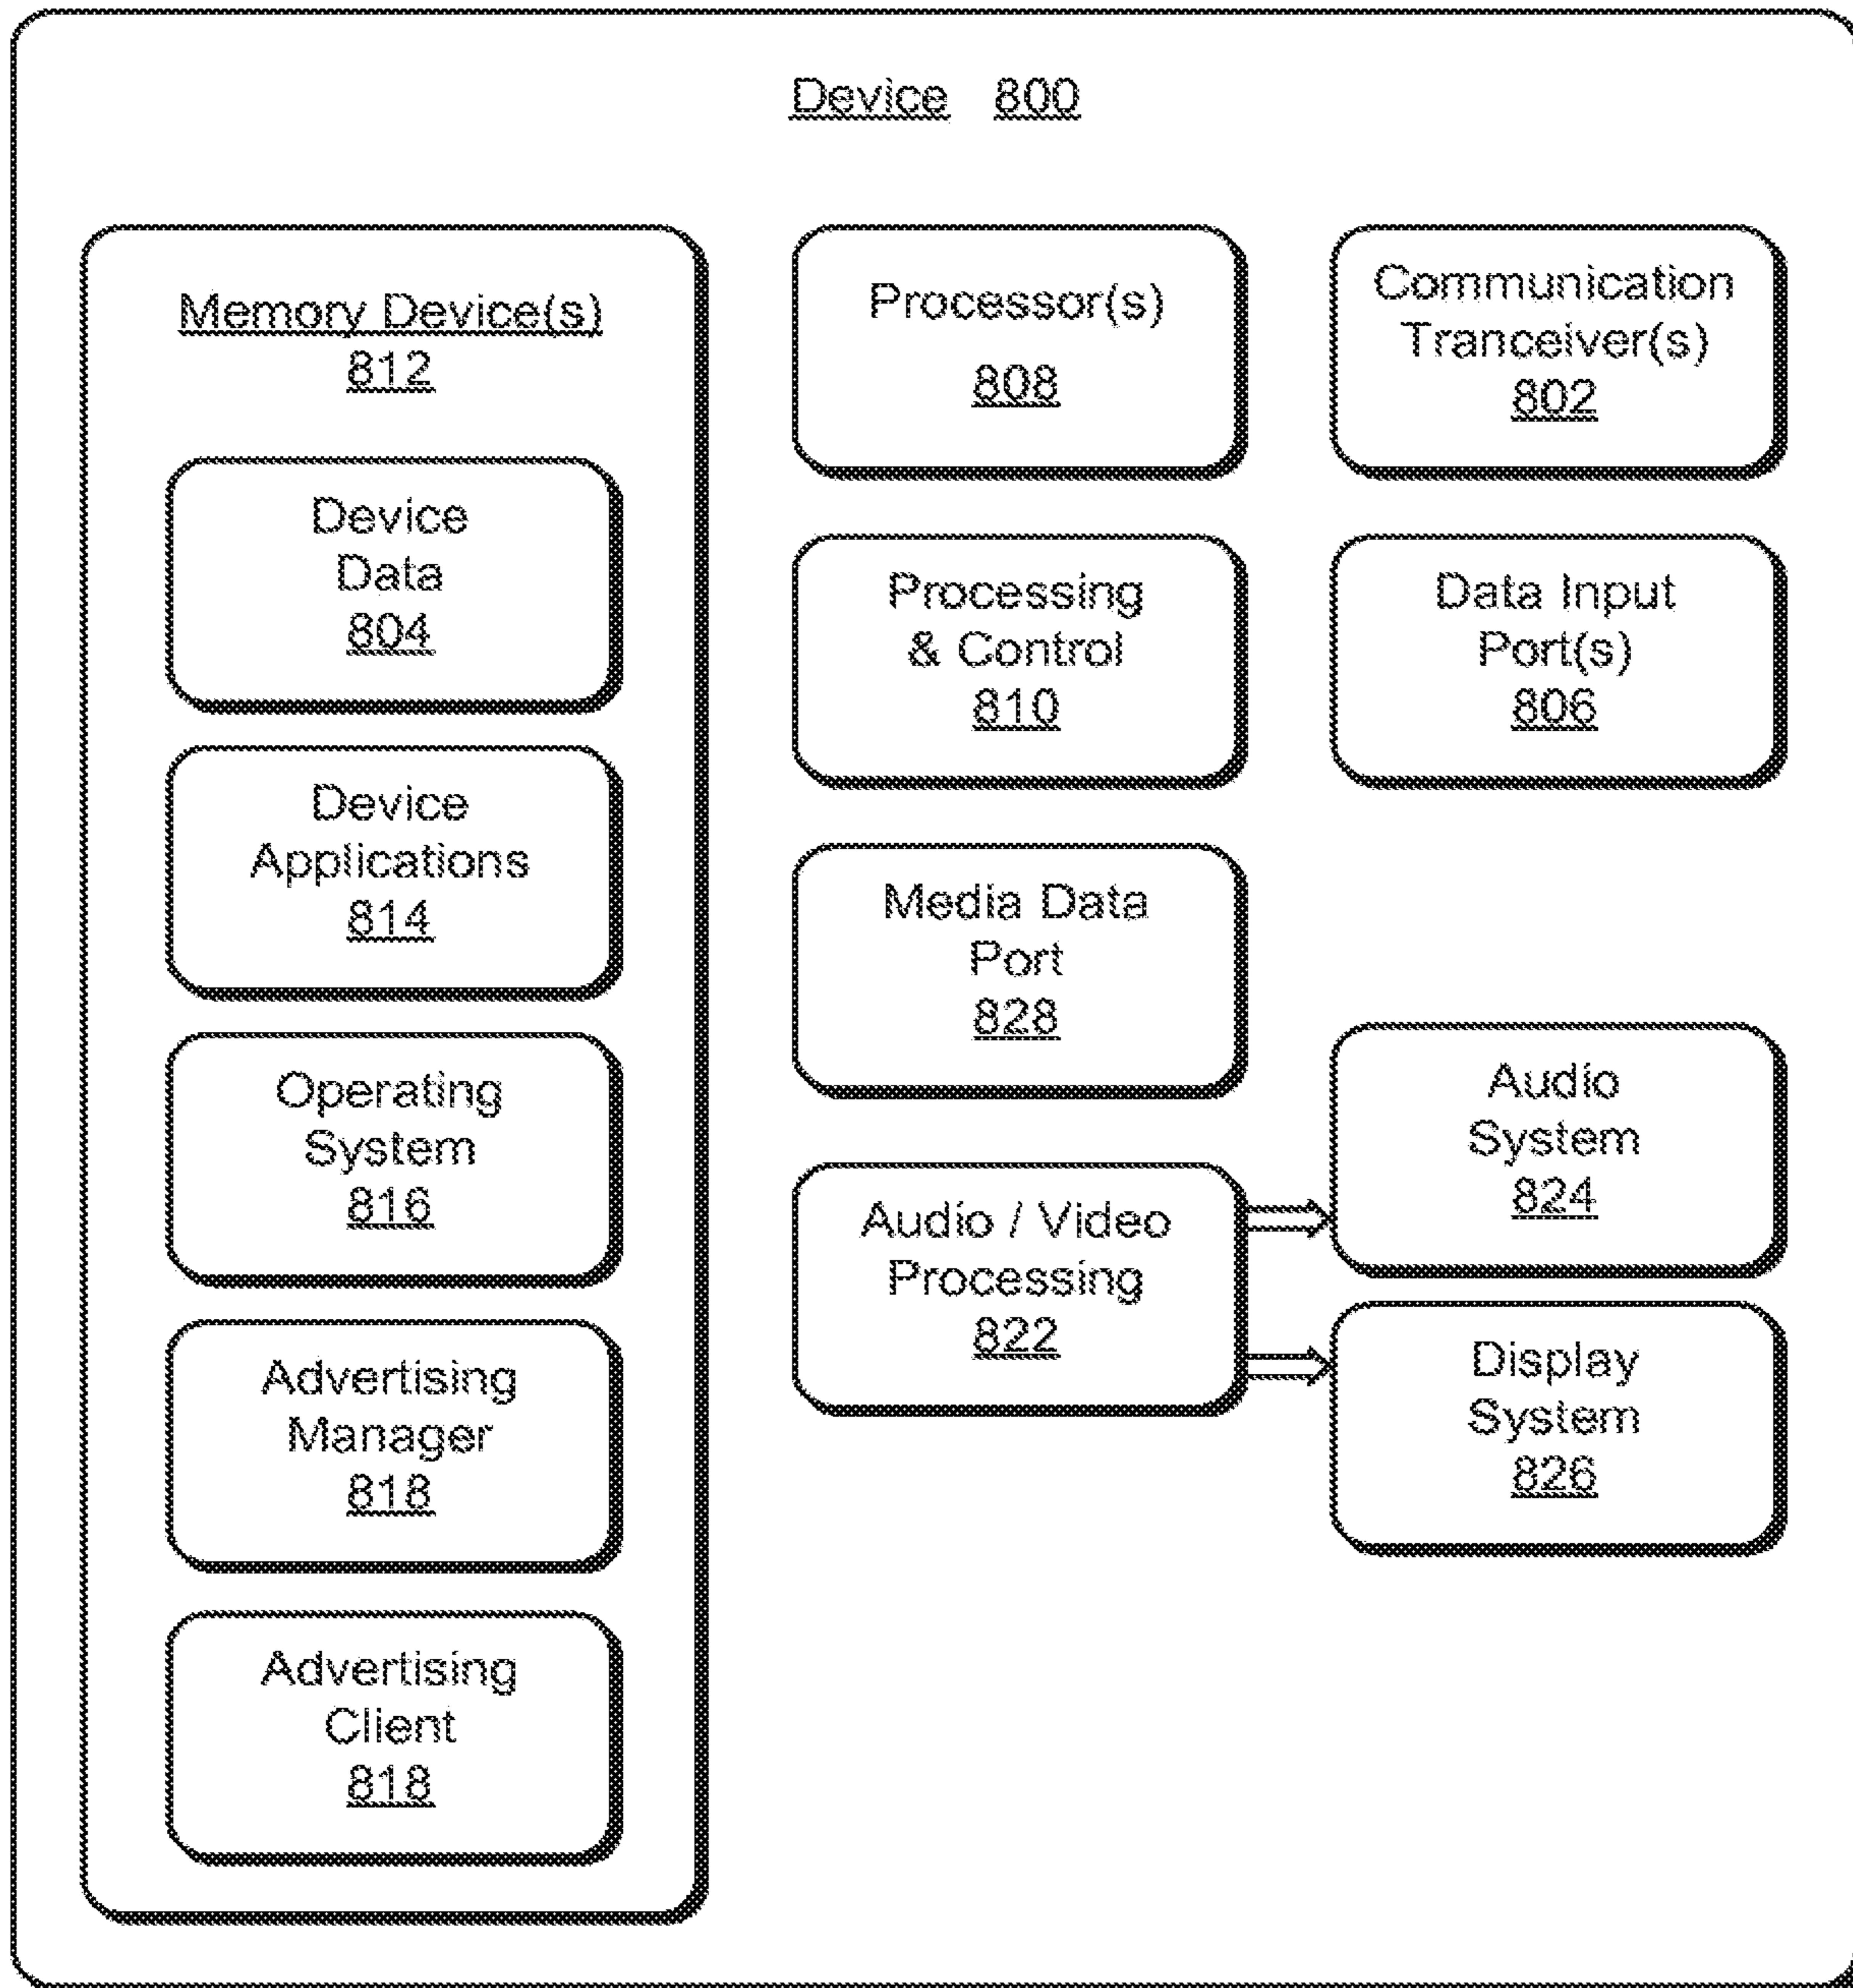 Device 800
Memory Device(s)
812
Device
Data
804
Device
Applications
814
Operating
System
816
Advertising
Manager
818
Advertising
Client
818
Processor(s)
808
Processing
& Control
810
Media Data
Port
828
Audio / Video
Processing
822
Communication
Tranceiver(s)
802
Data Input
Port(s)
806
Audio
System
824
Display
System
826